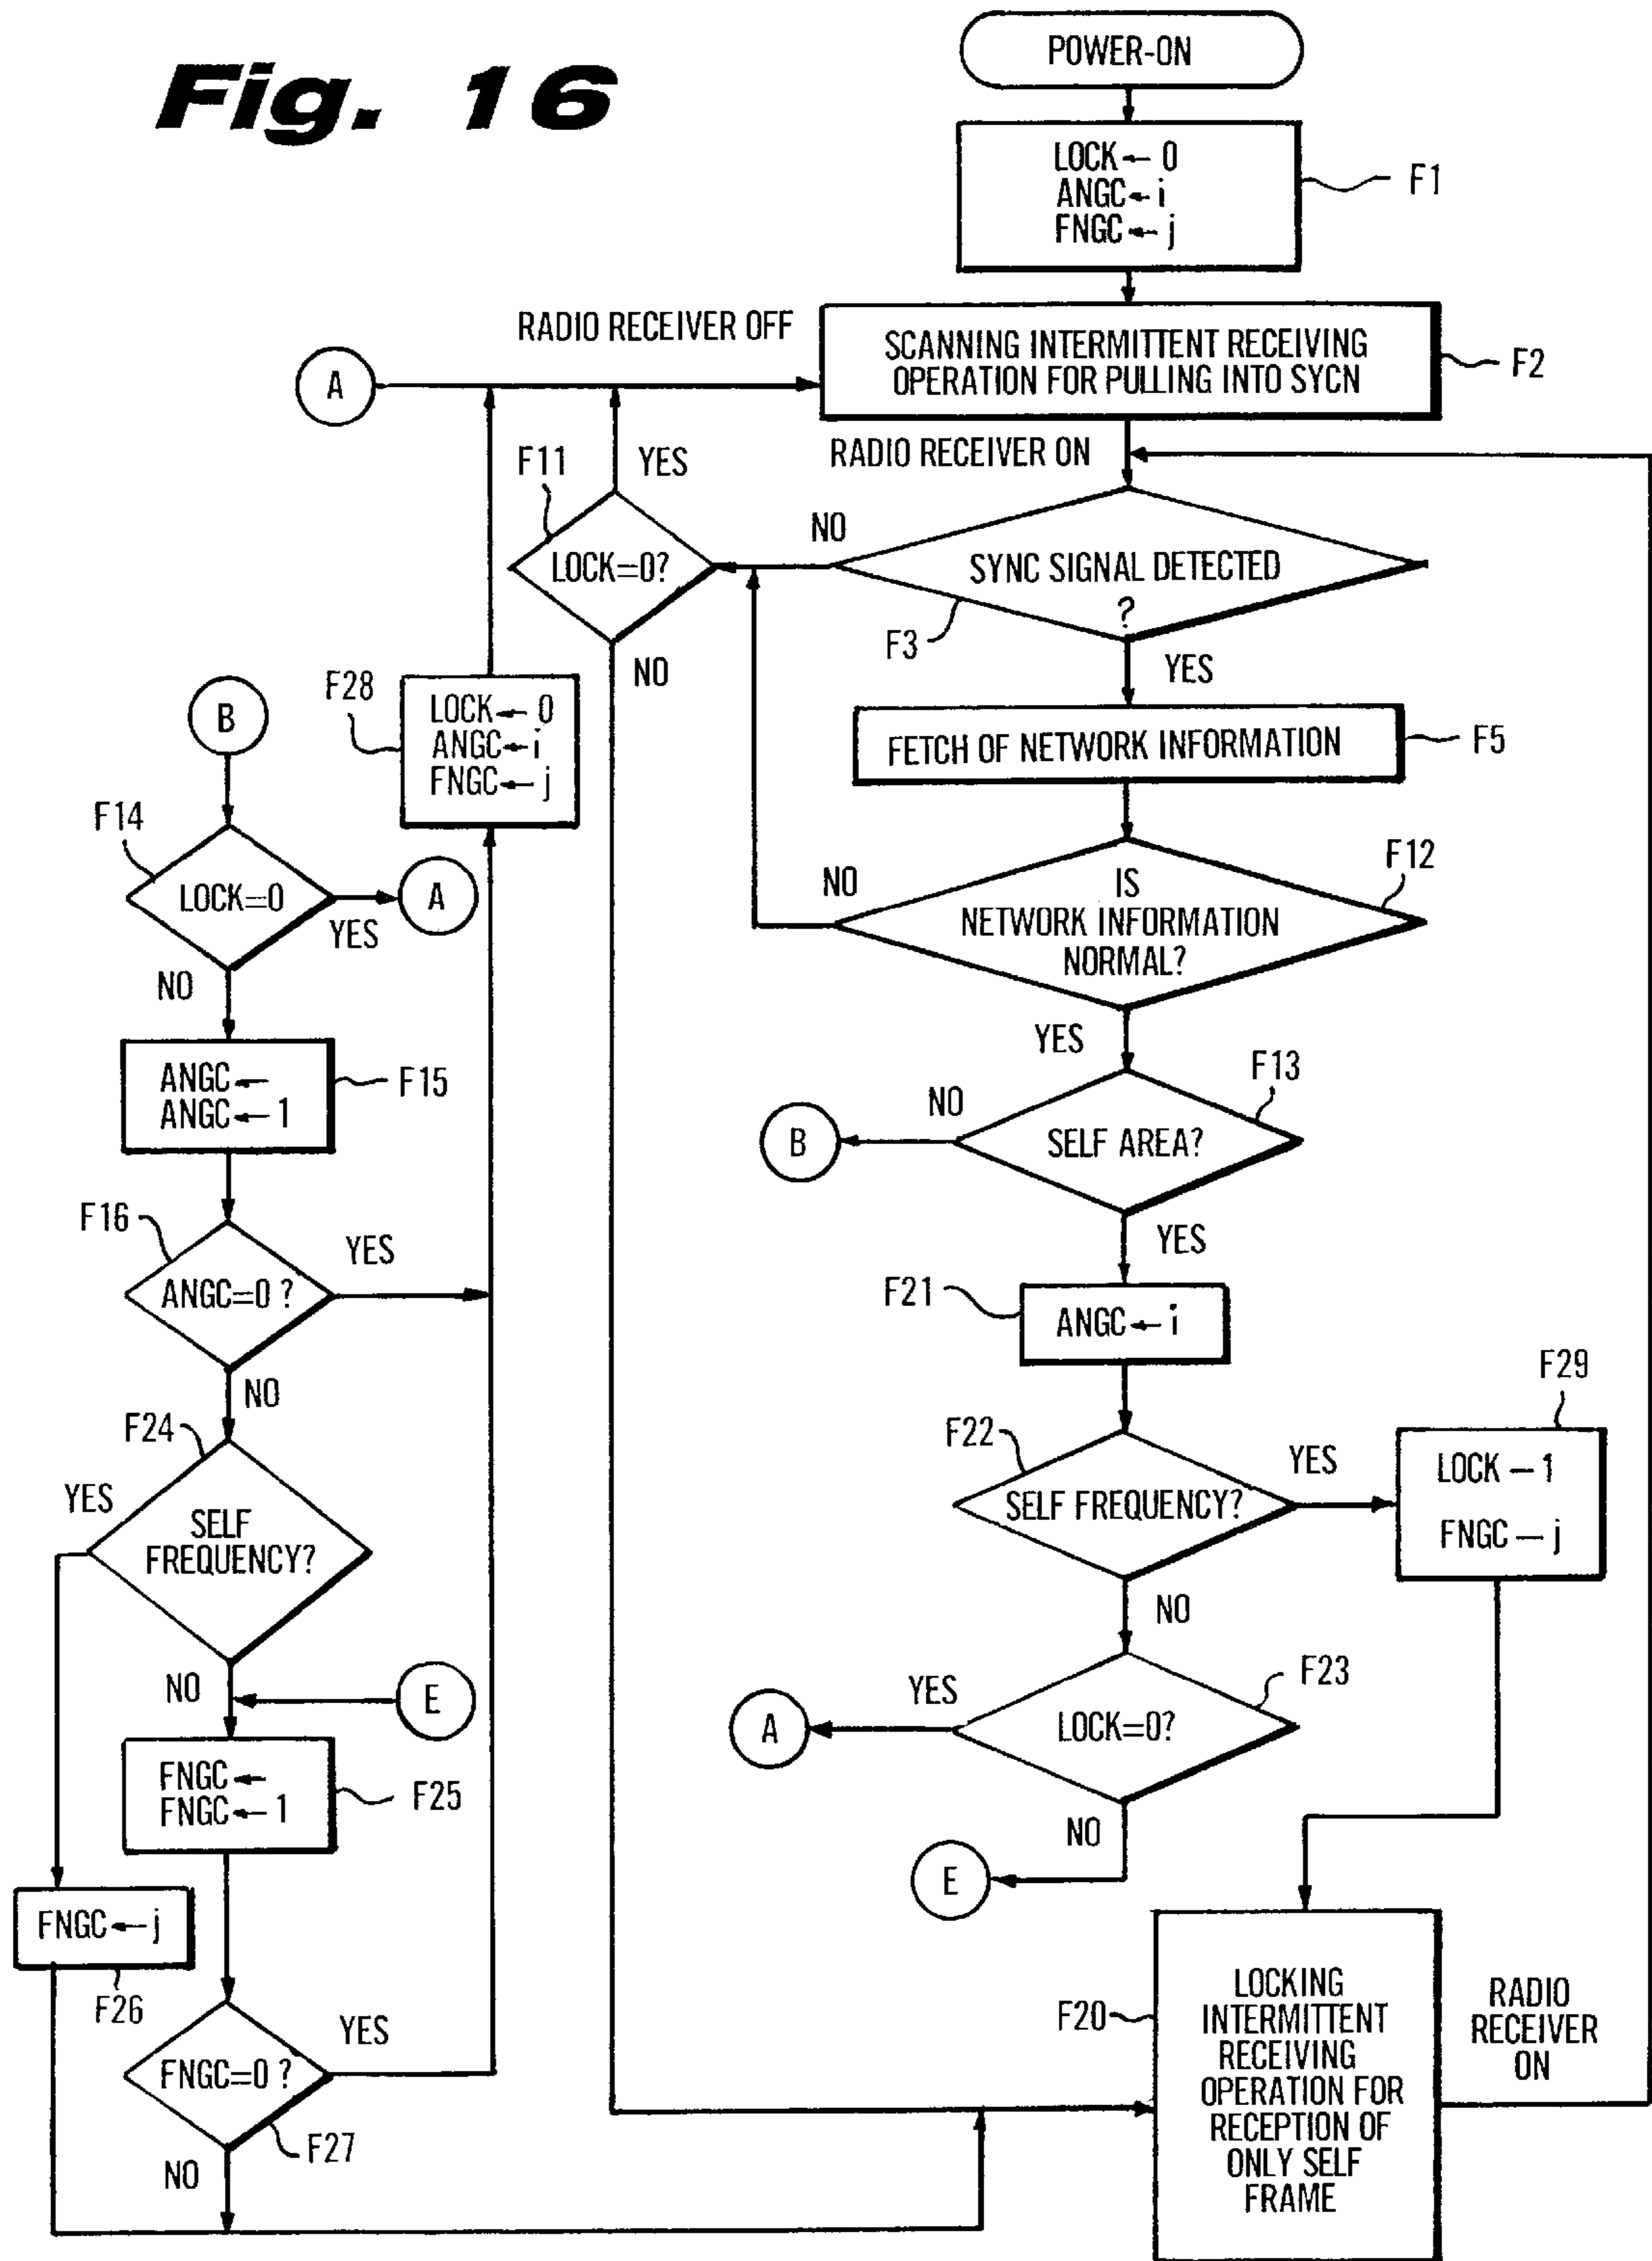 Fig. 16
POWER-ON
LOCK ← 0
ANGC ← i
FNGC ← j
F1
RADIO RECEIVER OFF
SCANNING INTERMITTENT RECEIVING
OPERATION FOR PULLING INTO SYCN
F2
A
RADIO RECEIVER ON
F11
YES
LOCK=0?
NO
NO
SYNC SIGNAL DETECTED
?
F3
YES
F28
LOCK ← 0
ANGC ← i
FNGC ← j
FETCH OF NETWORK INFORMATION
F5
B
F14
LOCK=0
YES
A
NO
NO
IS
NETWORK INFORMATION
NORMAL?
F12
YES
ANGC ←
ANGC ← 1
F15
B
NO
SELF AREA?
F13
YES
F16
ANGC=0 ?
YES
NO
F21
ANGC ← i
F24
YES
SELF
FREQUENCY?
NO
F22
SELF FREQUENCY?
YES
F29
LOCK – 1
FNGC – j
NO
E
FNGC ←
FNGC ← 1
F25
A
YES
LOCK=0?
F23
NO
E
FNGC ← j
F26
FNGC=0 ?
YES
F27
NO
F20
LOCKING
INTERMITTENT
RECEIVING
OPERATION FOR
RECEPTION OF
ONLY SELF
FRAME
RADIO
RECEIVER
ON